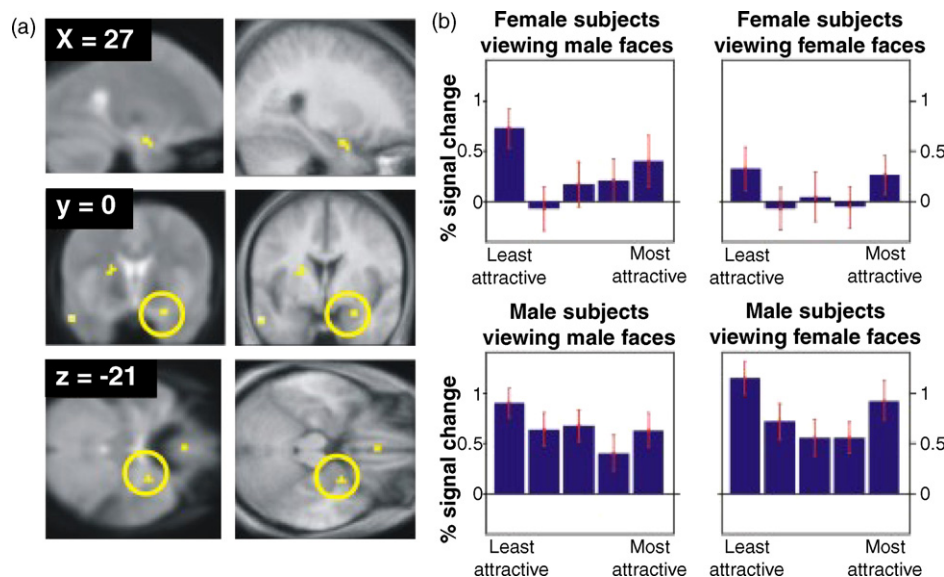 (a)
X = 27
y = 0
z = -21
(b)
Female subjects
viewing male faces
Female subjects
viewing female faces
% signal change
1
0.5
0
1
0.5
0
Least
attractive
Most
attractive
Least
attractive
Most
attractive
Male subjects
viewing male faces
Male subjects
viewing female faces
% signal change
1
0.5
0
1
0.5
0
Least
attractive
Most
attractive
Least
attractive
Most
attractive